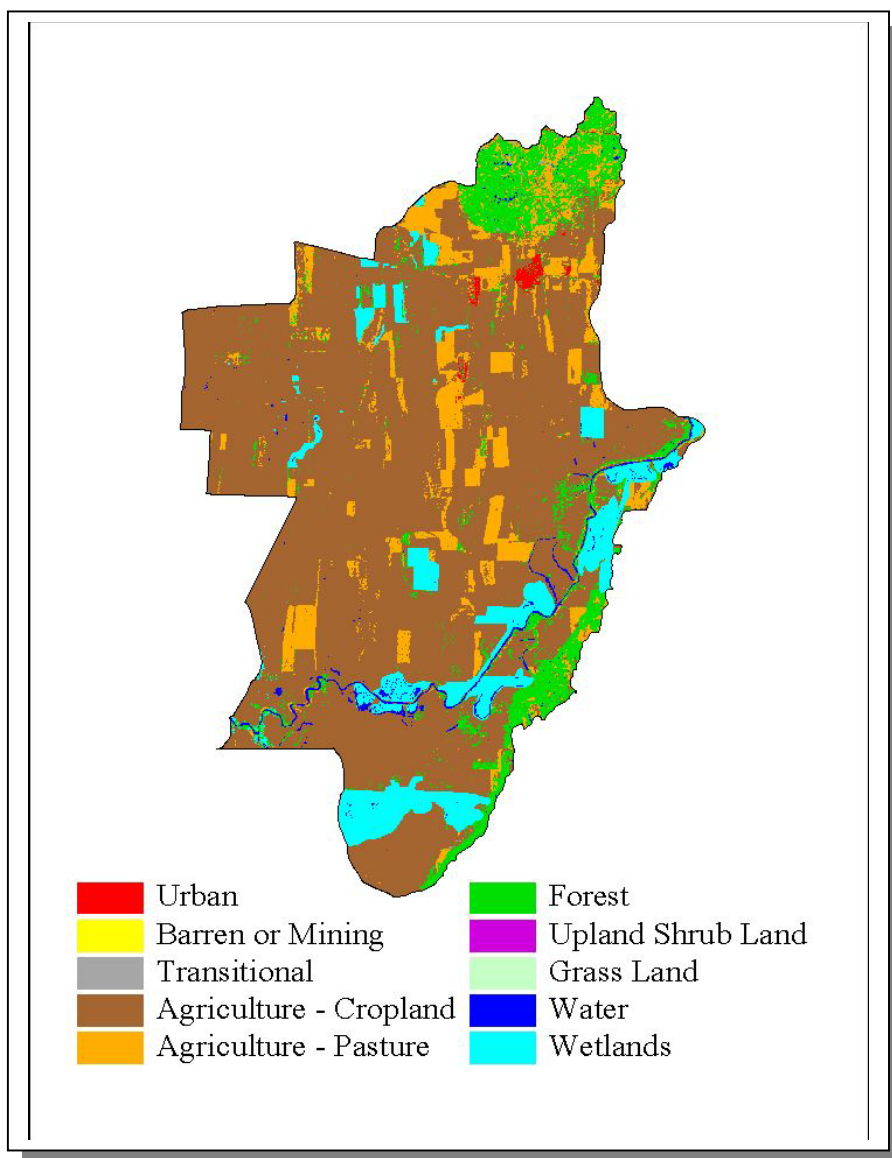 Urban
Barren or Mining
Transitional
Agriculture - Cropland
Agriculture - Pasture
Forest
Upland Shrub Land
Grass Land
Water
Wetlands